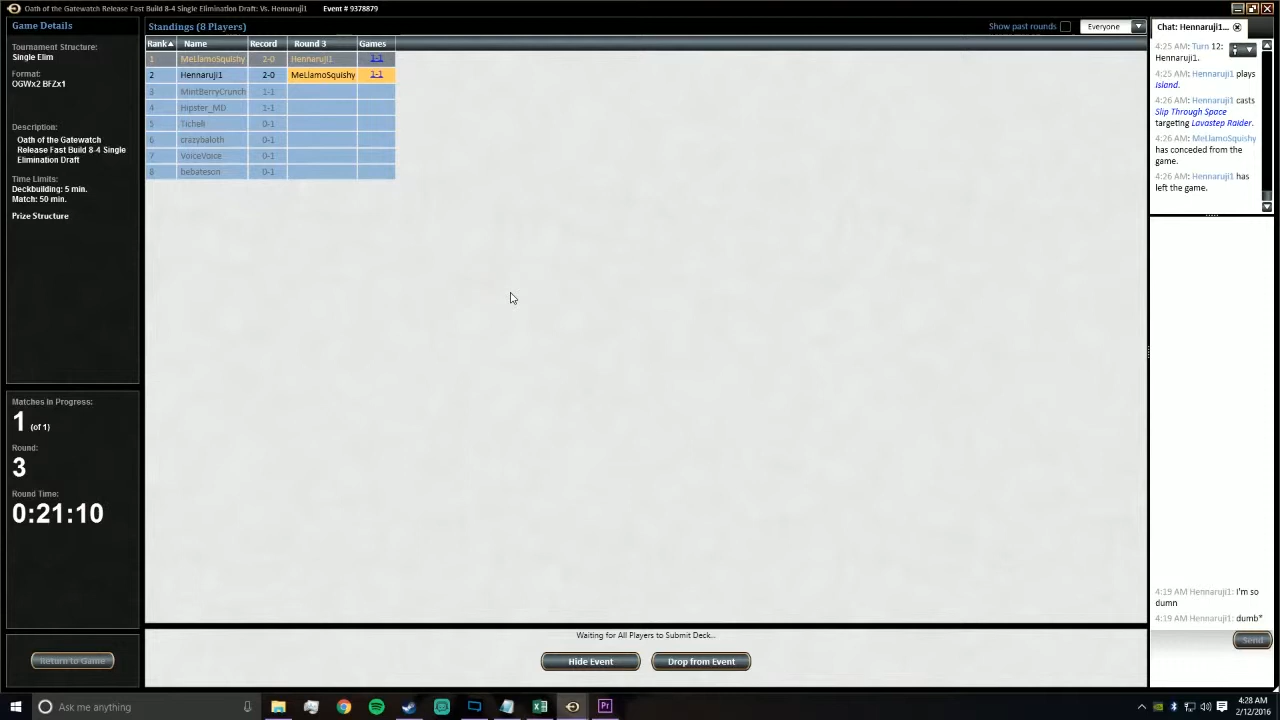 Oath of the Gatewatch Release Fast Build 8-4 Single Elimination Draft: Vs. Hennaruji1 Event # 9378879
Game Details
Tournament Structure:
Single Elim
Format:
OGWx2 BFZx1
Description:
Oath of the Gatewatch
Release Fast Build 8-4 Single
Elimination Draft
Time Limits:
Deckbuilding: 5 min.
Match: 50 min.
Prize Structure
Matches In Progress:
1 (of 1)
Round:
3
Round Time:
0:21:10
Return to Game
Standings (8 Players)
Show past rounds
Everyone
Rank Name Record Round 3 Games
1 MeLlamoSquishy 2-0 Hennaruji1 1-1
2 Hennaruji1 2-0 MeLlamoSquishy 1-1
3 MintBerryCrunch 1-1
4 Hipster_MD 1-1
5 Ticheli 0-1
6 crazybaloth 0-1
7 VoiceVoice 0-1
8 bebateson 0-1
Waiting for All Players to Submit Deck...
Hide Event Drop from Event
Chat: Hennaruji1...
4:25 AM: Turn 12:
Hennaruji1.
4:25 AM: Hennaruji1 plays
Island.
4:26 AM: Hennaruji1 casts
Slip Through Space
targeting Lavastep Raider.
4:26 AM: MeLlamoSquishy
has conceded from the
game.
4:26 AM: Hennaruji1 has
left the game.
4:19 AM Hennaruji1: I'm so
dumn
4:19 AM Hennaruji1: dumb*
Send
Ask me anything
Pr
4:28 AM
2/12/2016